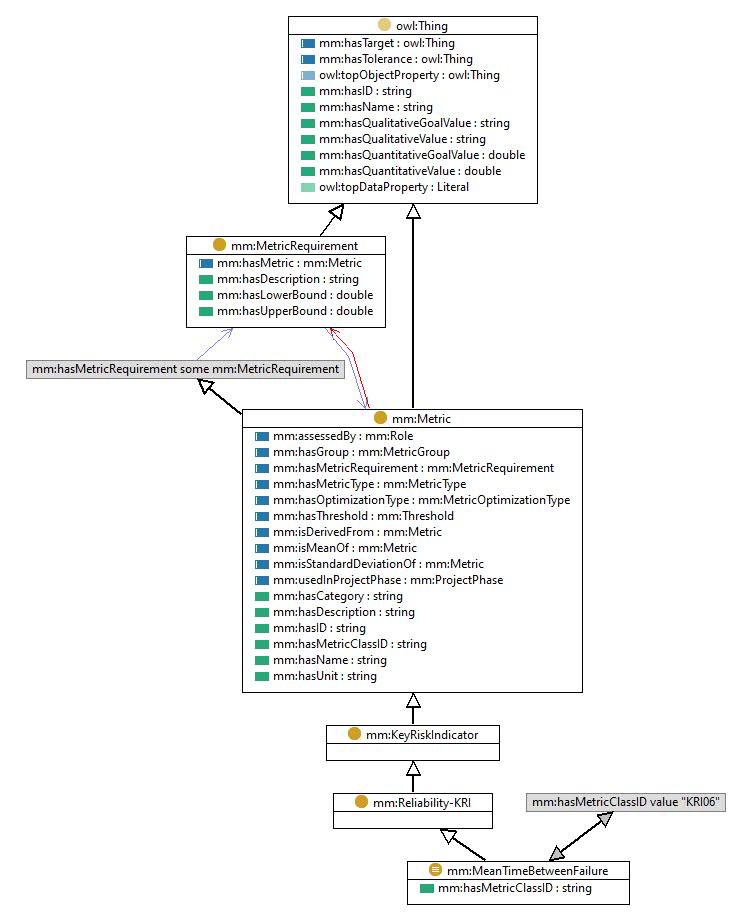 owl:Thing
mm:hasTarget : owl:Thing
mm:hasTolerance : owl:Thing
owl:topObjectProperty : owl:Thing
mm:hasID : string
mm:hasName : string
mm:hasQualitativeGoalValue : string
mm:hasQualitativeValue : string
mm:hasQuantitativeGoalValue : double
mm:hasQuantitativeValue : double
owl:topDataProperty : Literal
mm:MetricRequirement
mm:hasMetric : mm:Metric
mm:hasDescription : string
mm:hasLowerBound : double
mm:hasUpperBound : double
mm:hasMetricRequirement some mm:MetricRequirement
mm:Metric
mm:assessedBy : mm:Role
mm:hasGroup : mm:MetricGroup
mm:hasMetricRequirement : mm:MetricRequirement
mm:hasMetricType : mm:MetricType
mm:hasOptimizationType : mm:MetricOptimizationType
mm:hasThreshold : mm:Threshold
mm:isDerivedFrom : mm:Metric
mm:isMeanOf : mm:Metric
mm:isStandardDeviationOf : mm:Metric
mm:usedInProjectPhase : mm:ProjectPhase
mm:hasCategory : string
mm:hasDescription : string
mm:hasID : string
mm:hasMetricClassID : string
mm:hasName : string
mm:hasUnit : string
mm:KeyRiskIndicator
mm:Reliability-KRI
mm:hasMetricClassID value "KRI06"
mm:MeanTimeBetweenFailure
mm:hasMetricClassID : string